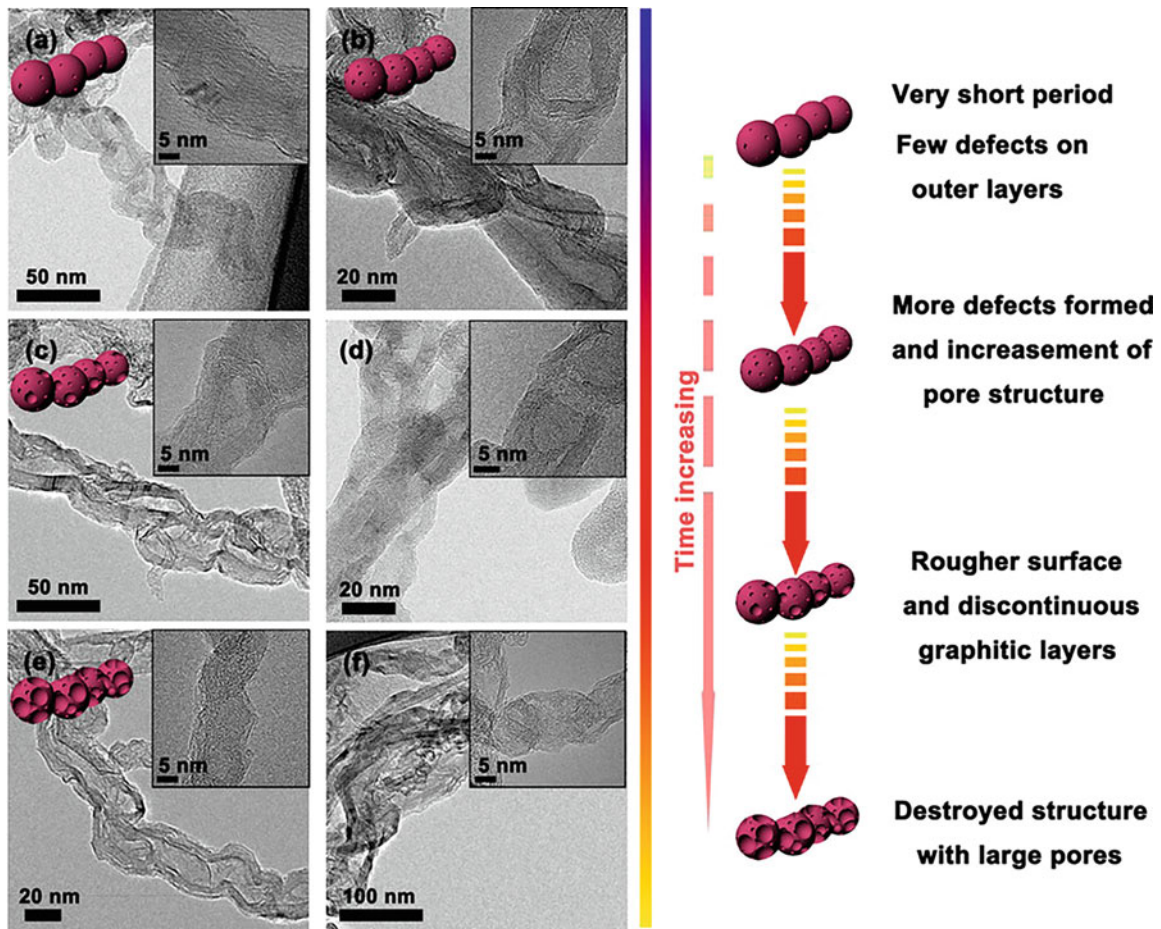 (a)
5 nm
50 nm
(b)
5 nm
20 nm
(c)
5 nm
50 nm
(d)
5 nm
20 nm
(e)
5 nm
20 nm
(f)
5 nm
100 nm
Time increasing
Very short period
Few defects on
outer layers
More defects formed
and increasement of
pore structure
Rougher surface
and discontinuous
graphitic layers
Destroyed structure
with large pores